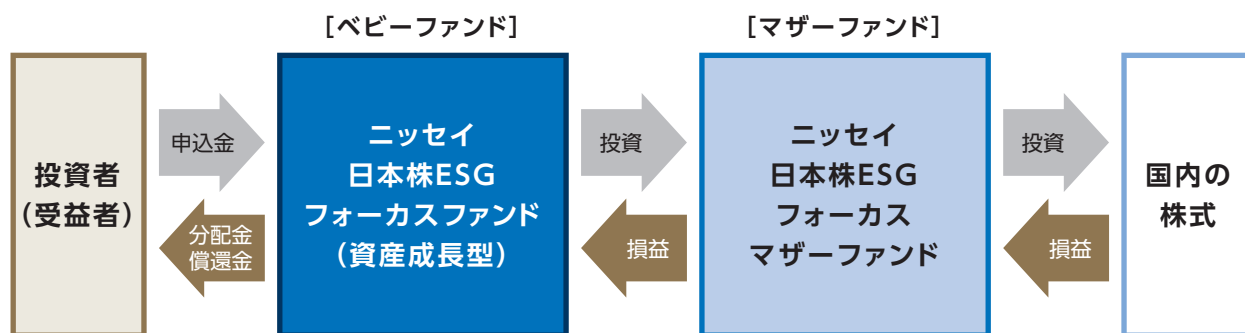 ［ベビーファンド］
［マザーファンド］
投資者
（受益者）
申込金
分配金
償還金
ニッセイ
日本株ESG
フォーカスファンド
（資産成長型）
投資
損益
ニッセイ
日本株ESG
フォーカス
マザーファンド
投資
損益
国内の
株式